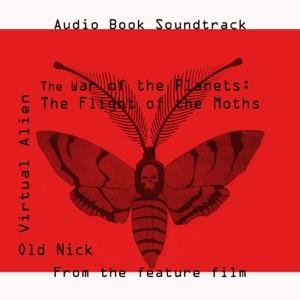 Audio Book Soundtrack
The War of the Planets:
The Flight of the Moths
Virtual Alien
Old Nick
From the feature film